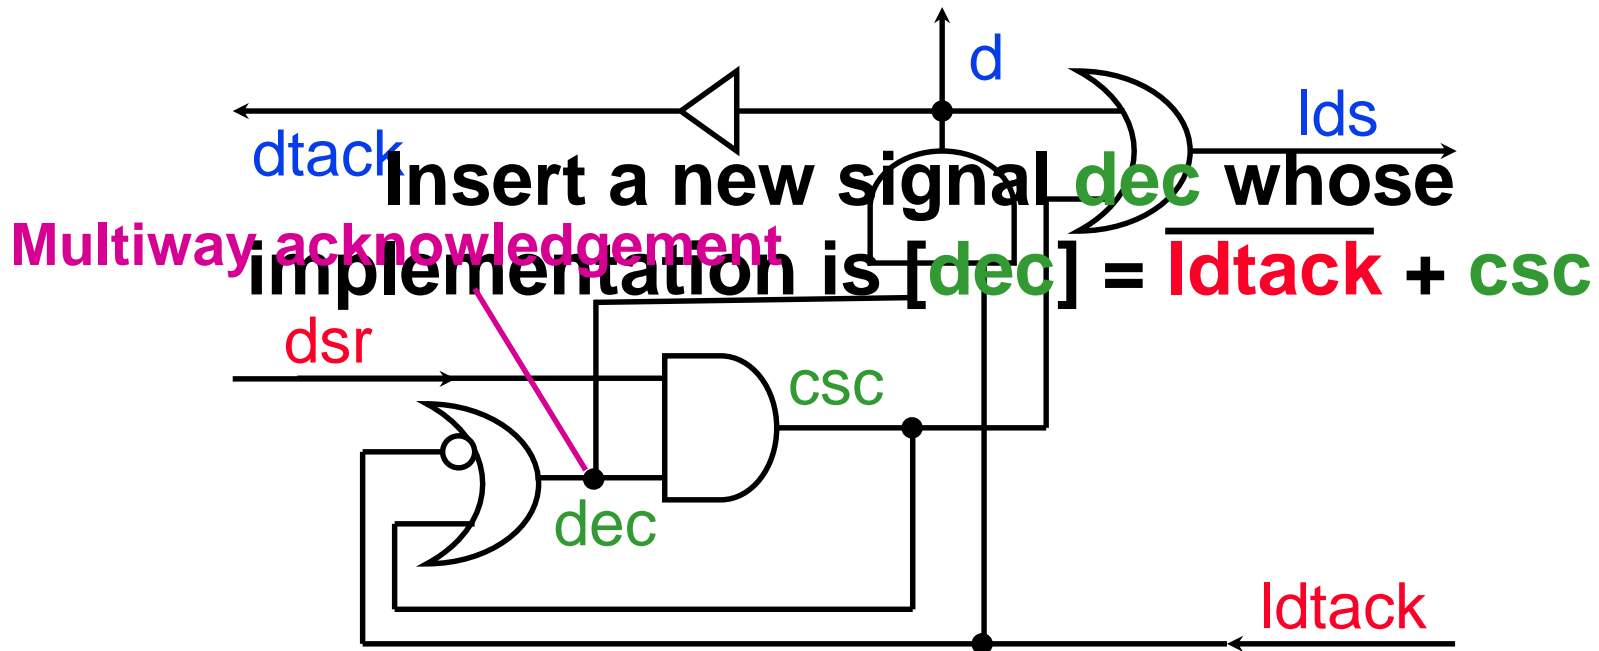 d
lds
dtack
Insert a new signal dec whose
Multiway acknowledgement
implementation is [dec] = ldtack + csc
dsr
csc
dec
ldtack